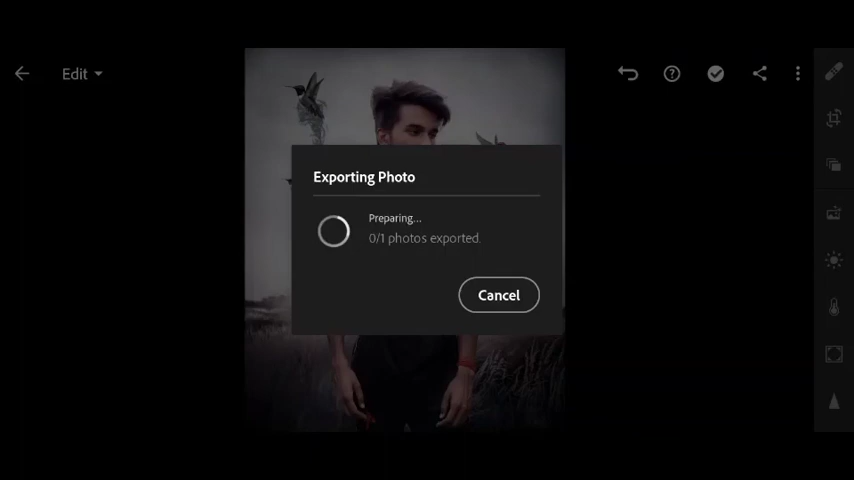 Edit
Exporting Photo
Preparing...
0/1 photos exported.
Cancel